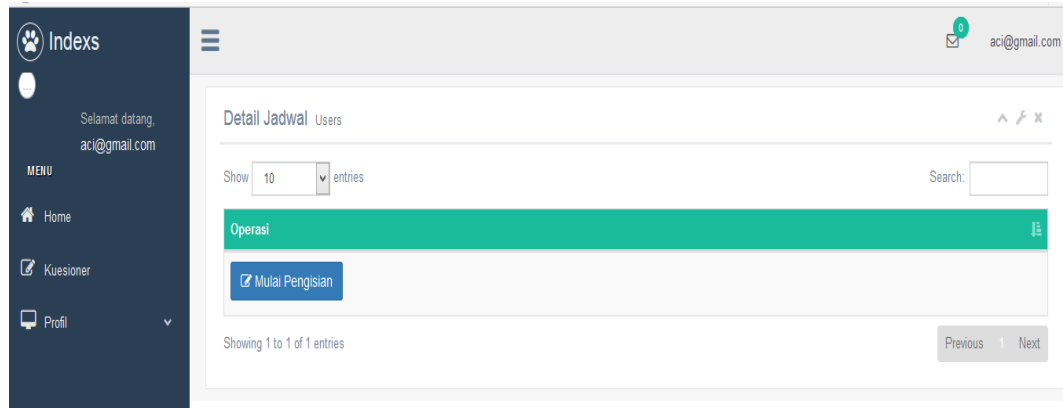 Indexs
0
aci@gmail.com
...
Selamat datang,
aci@gmail.com
MENU
Home
Kuesioner
Profil
Detail Jadwal Users
Show 10 entries
Search:
Operasi
Mulai Pengisian
Showing 1 to 1 of 1 entries
Previous 1 Next